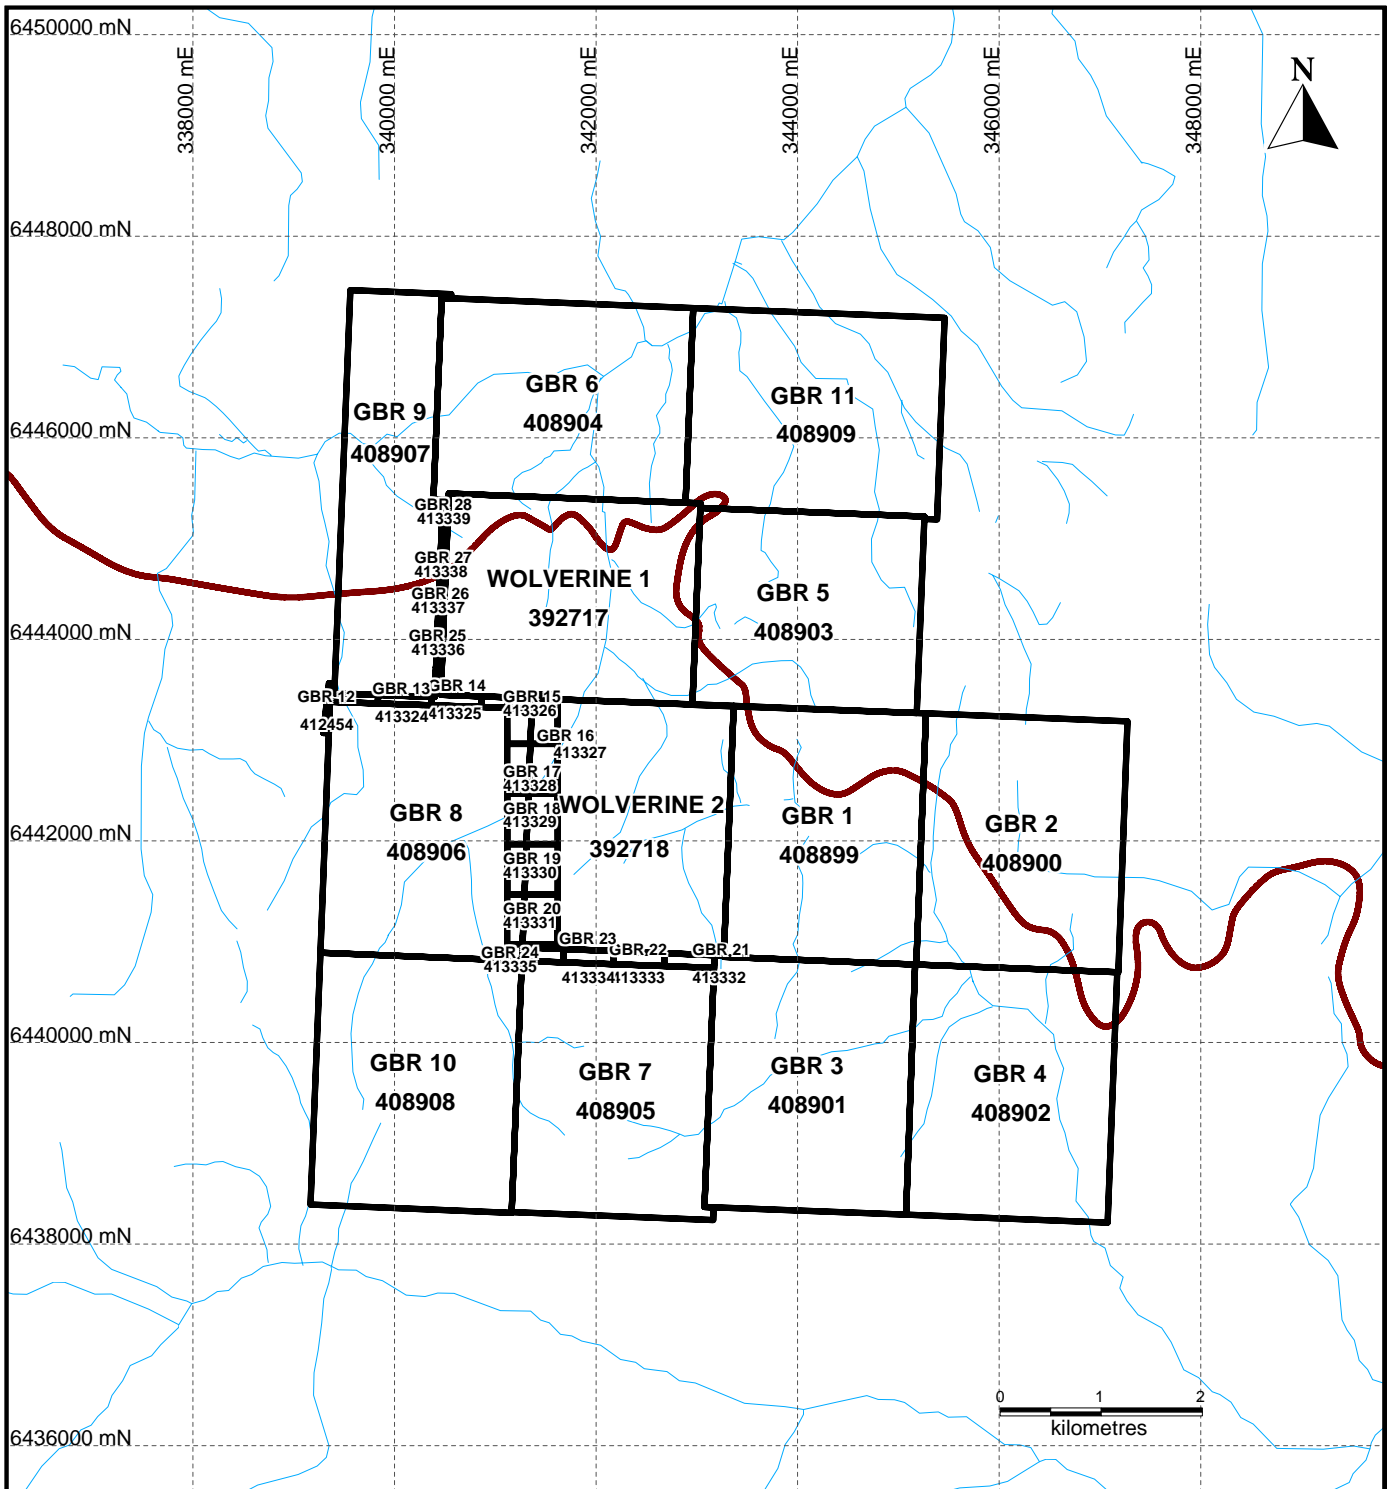 6450000 mN
338000 mE
340000 mE
342000 mE
344000 mE
346000 mE
348000 mE
N
6448000 mN
GBR 6
408904
GBR 11
408909
GBR 9
408907
6446000 mN
GBR 28
413339
GBR 27
413338
GBR 26
413337
GBR 25
413336
WOLVERINE 1
392717
GBR 5
408903
6444000 mN
GBR 12
412454
GBR 13
413324
GBR 14
413325
GBR 15
413326
GBR 16
413327
GBR 17
413328
GBR 18
413329
GBR 19
413330
GBR 20
413331
GBR 8
408906
WOLVERINE 2
392718
GBR 1
408899
GBR 2
408900
6442000 mN
GBR 24
413335
GBR 23
413334
GBR 22
413333
GBR 21
413332
6440000 mN
GBR 10
408908
GBR 7
408905
GBR 3
408901
GBR 4
408902
6438000 mN
0 1 2
kilometres
6436000 mN